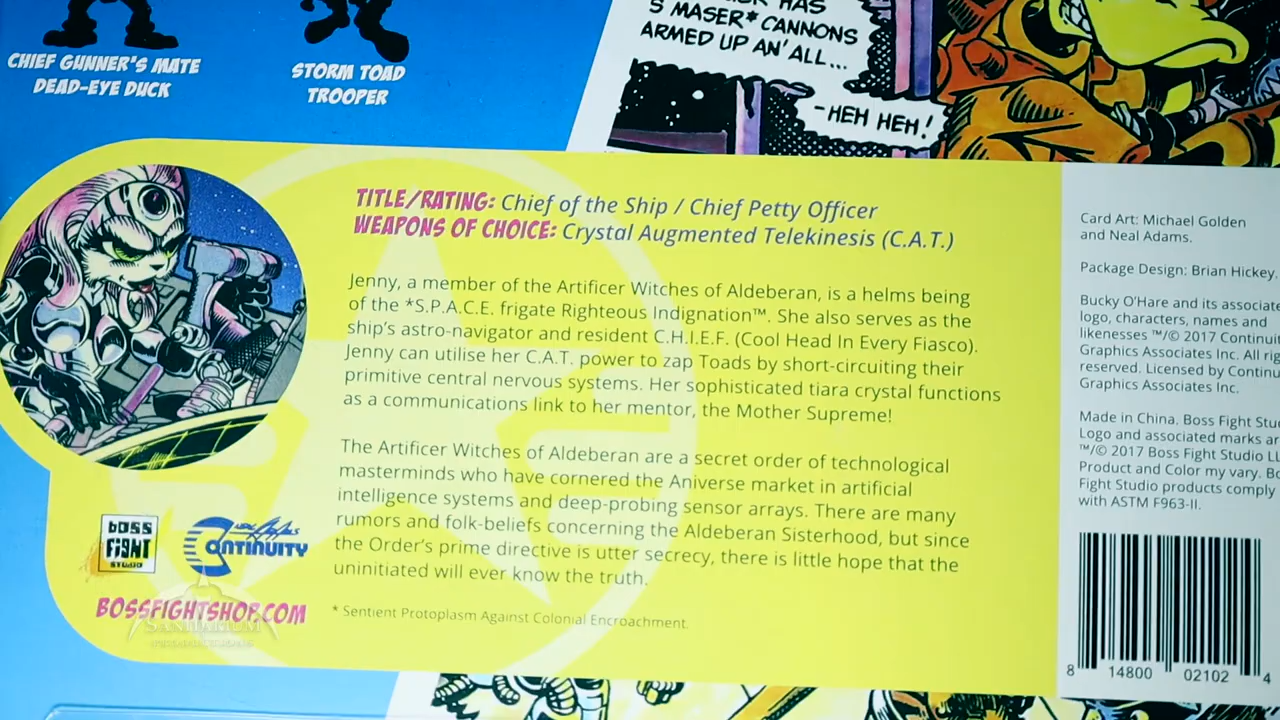 CHIEF GUNNER'S MATE
DEAD-EYE DUCK
STORM TOAD
TROOPER
HAS
S MASER* CANNONS
ARMED UP AN' ALL...
-HEH HEH!
TITLE/RATING: Chief of the Ship / Chief Petty Officer
WEAPONS OF CHOICE: Crystal Augmented Telekinesis (C.A.T.)
Jenny, a member of the Artificer Witches of Aldeberan, is a helms being
of the *S.P.A.C.E. frigate Righteous Indignation™. She also serves as the
ship's astro-navigator and resident C.H.I.E.F. (Cool Head In Every Fiasco).
Jenny can utilise her C.A.T. power to zap Toads by short-circuiting their
primitive central nervous systems. Her sophisticated tiara crystal functions
as a communications link to her mentor, the Mother Supreme!
The Artificer Witches of Aldeberan are a secret order of technological
masterminds who have cornered the Aniverse market in artificial
intelligence systems and deep-probing sensor arrays. There are many
rumors and folk-beliefs concerning the Aldeberan Sisterhood, but since
the Order's prime directive is utter secrecy, there is little hope that the
uninitiated will ever know the truth.
* Sentient Protoplasm Against Colonial Encroachment.
boss
FIGHT
STUDIO
CONTINUITY
BOSSFIGHTSHOP.COM
SANITARIUM
Card Art: Michael Golden
and Neal Adams.
Package Design: Brian Hickey,
Bucky O'Hare and its associate
logo, characters, names and
likenesses ™/© 2017 Continuit
Graphics Associates Inc. All rig
reserved. Licensed by Continu
Graphics Associates Inc.
Made in China. Boss Fight Stu
Logo and associated marks ar
™/© 2017 Boss Fight Studio LL
Product and Color my vary. Bo
Fight Studio products comply
with ASTM F963-II.
8 14800 02102 4